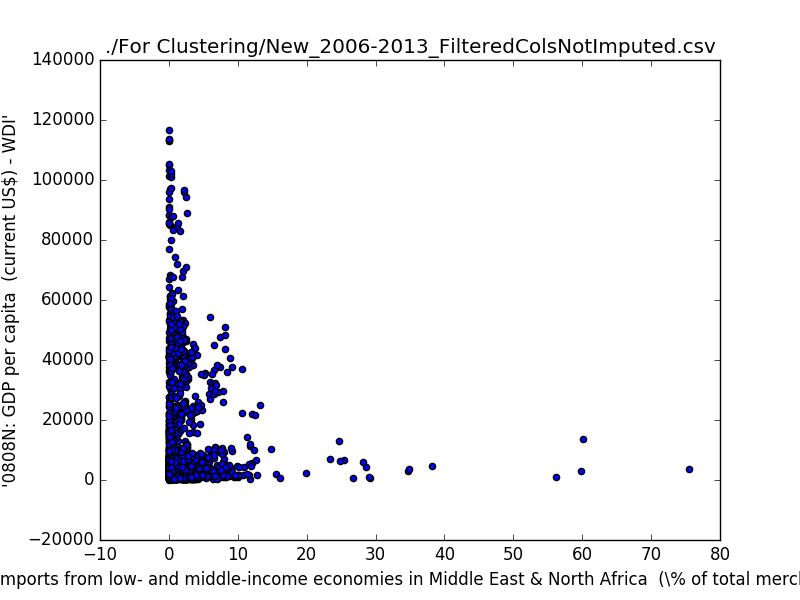 ./For Clustering/New_2006-2013_FilteredColsNotImputed.csv
140000
120000
100000
80000
60000
40000
20000
0
−20000
'0808N: GDP per capita  (current US$) - WDI'
−10 0 10 20 30 40 50 60 70 80
mports from low- and middle-income economies in Middle East & North Africa  (\% of total merc